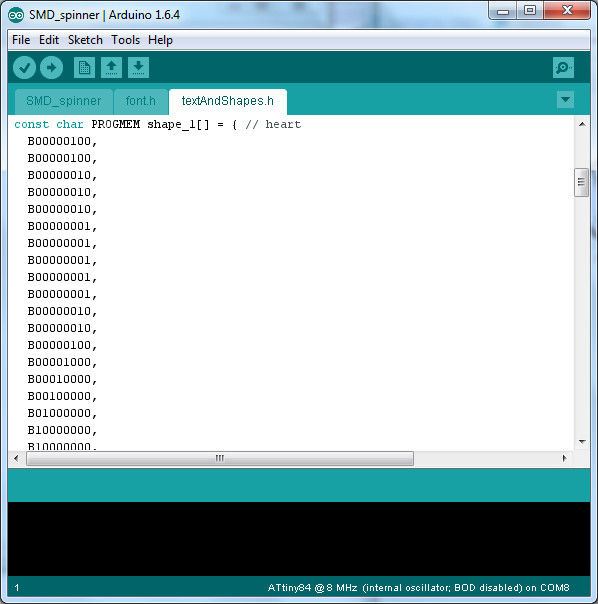 SMD_spinner | Arduino 1.6.4
File Edit Sketch Tools Help
SMD_spinner font.h textAndShapes.h
const char PROGMEM shape_1[] = { // heart
B00000100,
B00000100,
B00000010,
B00000010,
B00000010,
B00000001,
B00000001,
B00000001,
B00000001,
B00000001,
B00000010,
B00000010,
B00000100,
B00001000,
B00010000,
B00100000,
B01000000,
B10000000,
B10000000,
1 ATtiny84 @ 8 MHz (internal oscillator; BOD disabled) on COM8